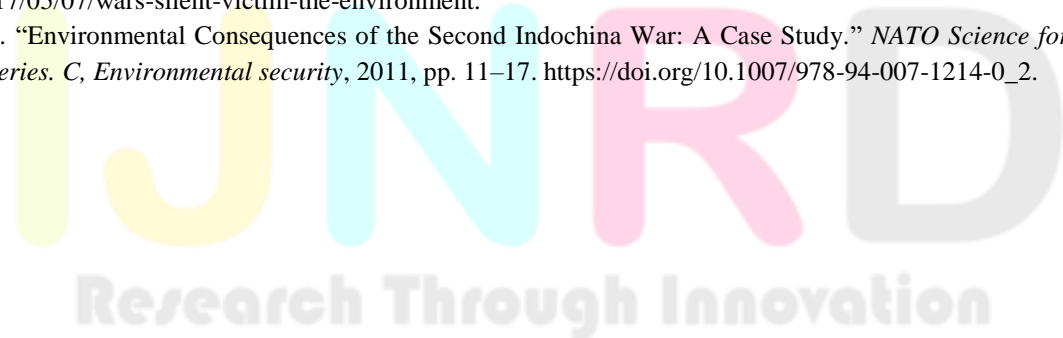 17/05/07/wars-silent-victim-the-environment.
. “Environmental Consequences of the Second Indochina War: A Case Study.” NATO Science for
eries. C, Environmental security, 2011, pp. 11–17. https://doi.org/10.1007/978-94-007-1214-0_2.
IJNRD
Research Through Innovation